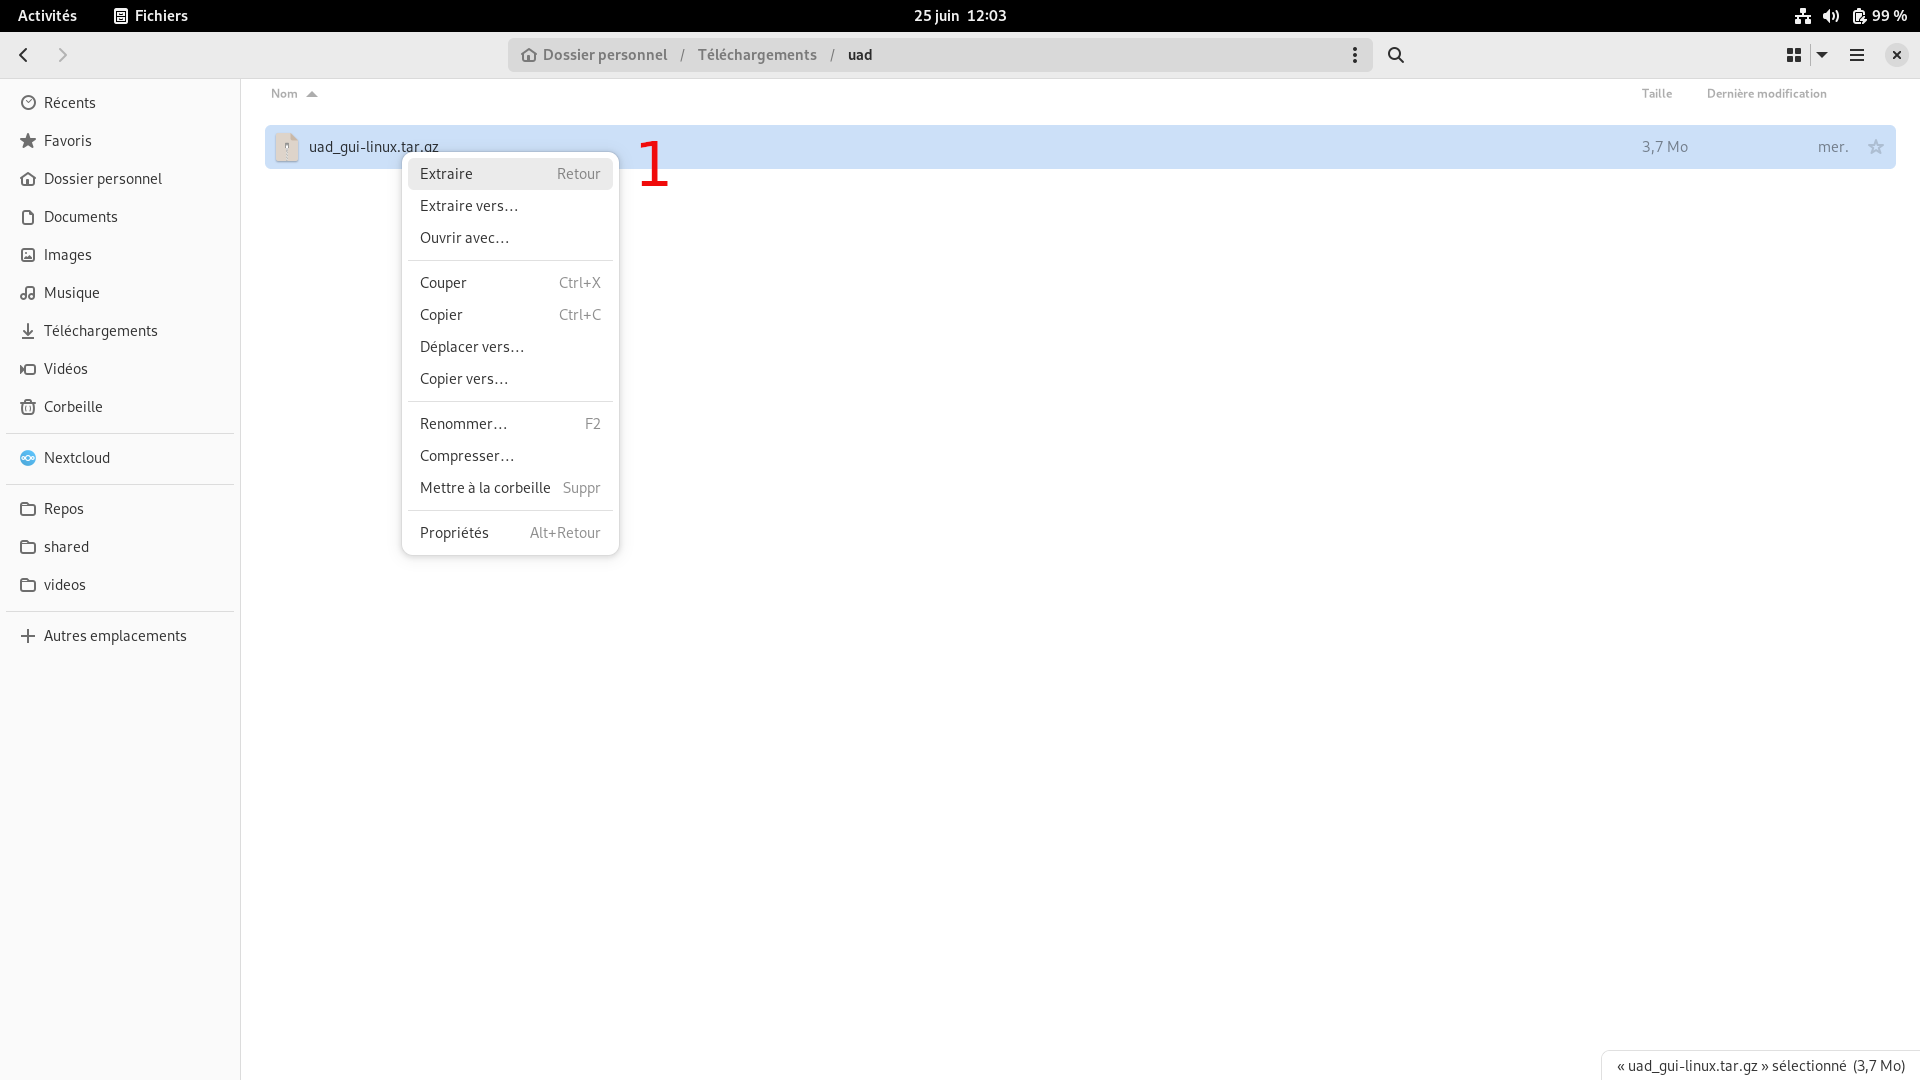 Activités Fichiers 25 juin 12:03 99 %
Dossier personnel / Téléchargements / uad
Récents
Favoris
Dossier personnel
Documents
Images
Musique
Téléchargements
Vidéos
Corbeille
Nextcloud
Repos
shared
videos
Autres emplacements
Nom Taille Dernière modification
uad_gui-linux.tar.gz 3,7 Mo mer.
1
Extraire Retour
Extraire vers…
Ouvrir avec…
Couper Ctrl+X
Copier Ctrl+C
Déplacer vers…
Copier vers…
Renommer… F2
Compresser…
Mettre à la corbeille Suppr
Propriétés Alt+Retour
« uad_gui-linux.tar.gz » sélectionné (3,7 Mo)